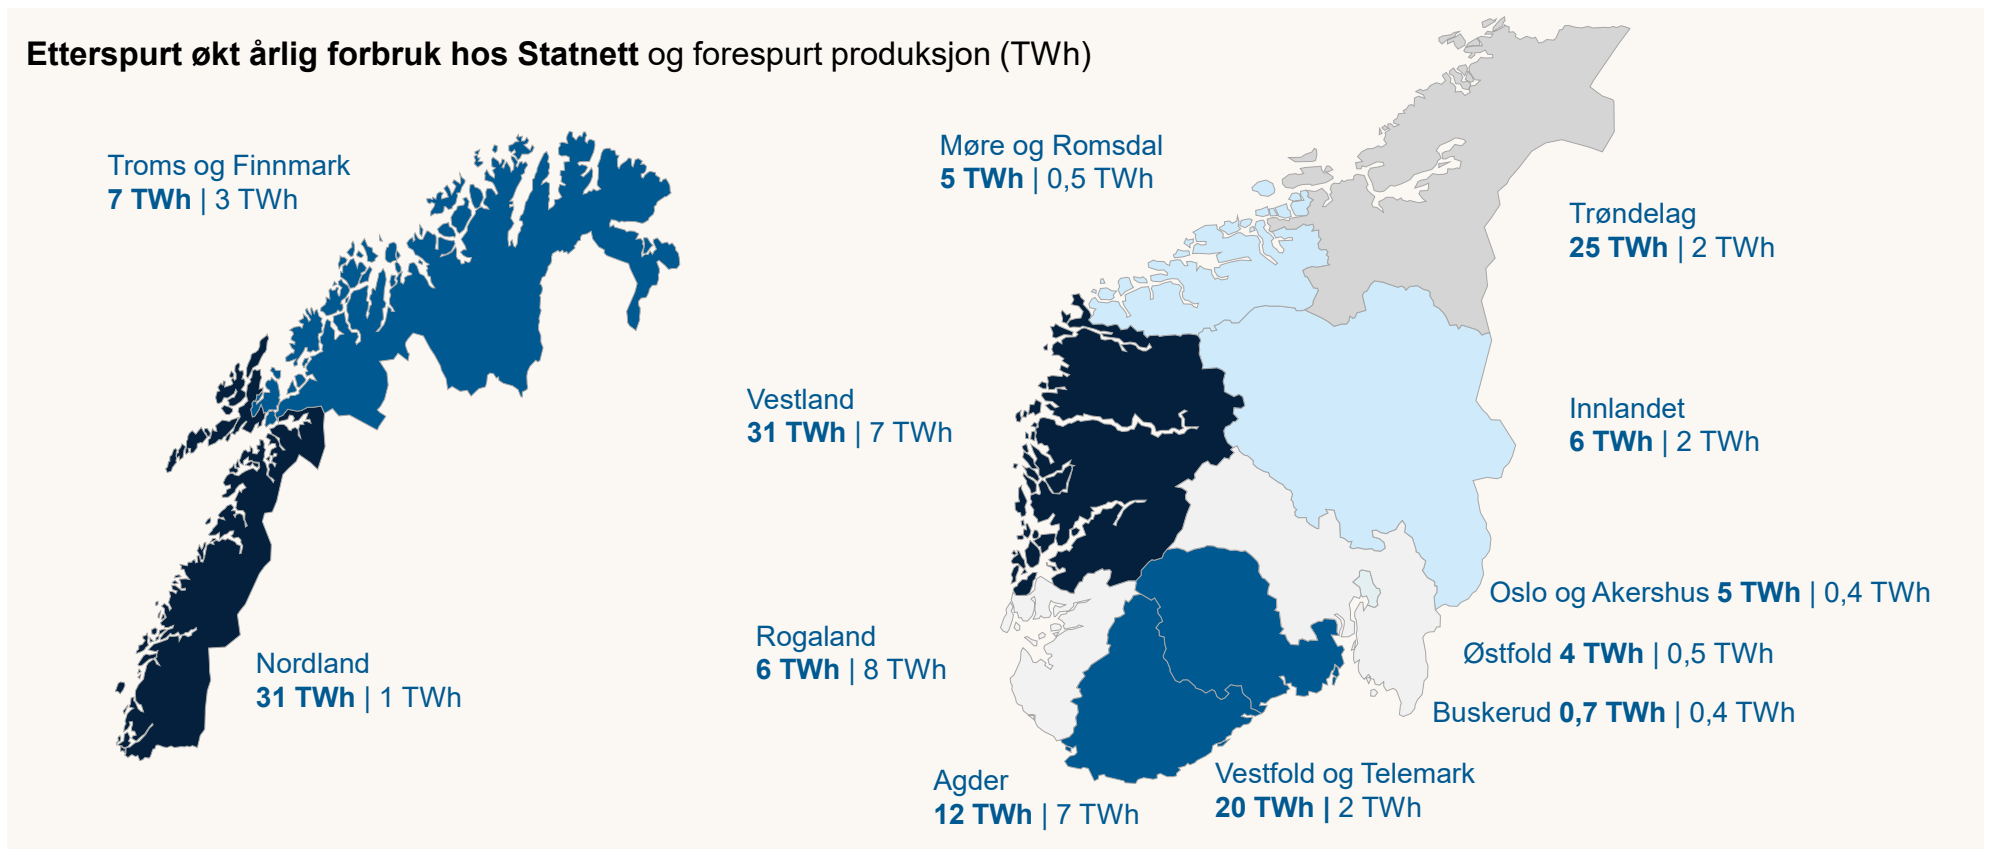 Etterspurt økt årlig forbruk hos Statnett og forespurt produksjon (TWh)
Troms og Finnmark
7 TWh | 3 TWh
Møre og Romsdal
5 TWh | 0,5 TWh
Trøndelag
25 TWh | 2 TWh
Vestland
31 TWh | 7 TWh
Innlandet
6 TWh | 2 TWh
Oslo og Akershus 5 TWh | 0,4 TWh
Rogaland
6 TWh | 8 TWh
Østfold 4 TWh | 0,5 TWh
Nordland
31 TWh | 1 TWh
Buskerud 0,7 TWh | 0,4 TWh
Agder
12 TWh | 7 TWh
Vestfold og Telemark
20 TWh | 2 TWh